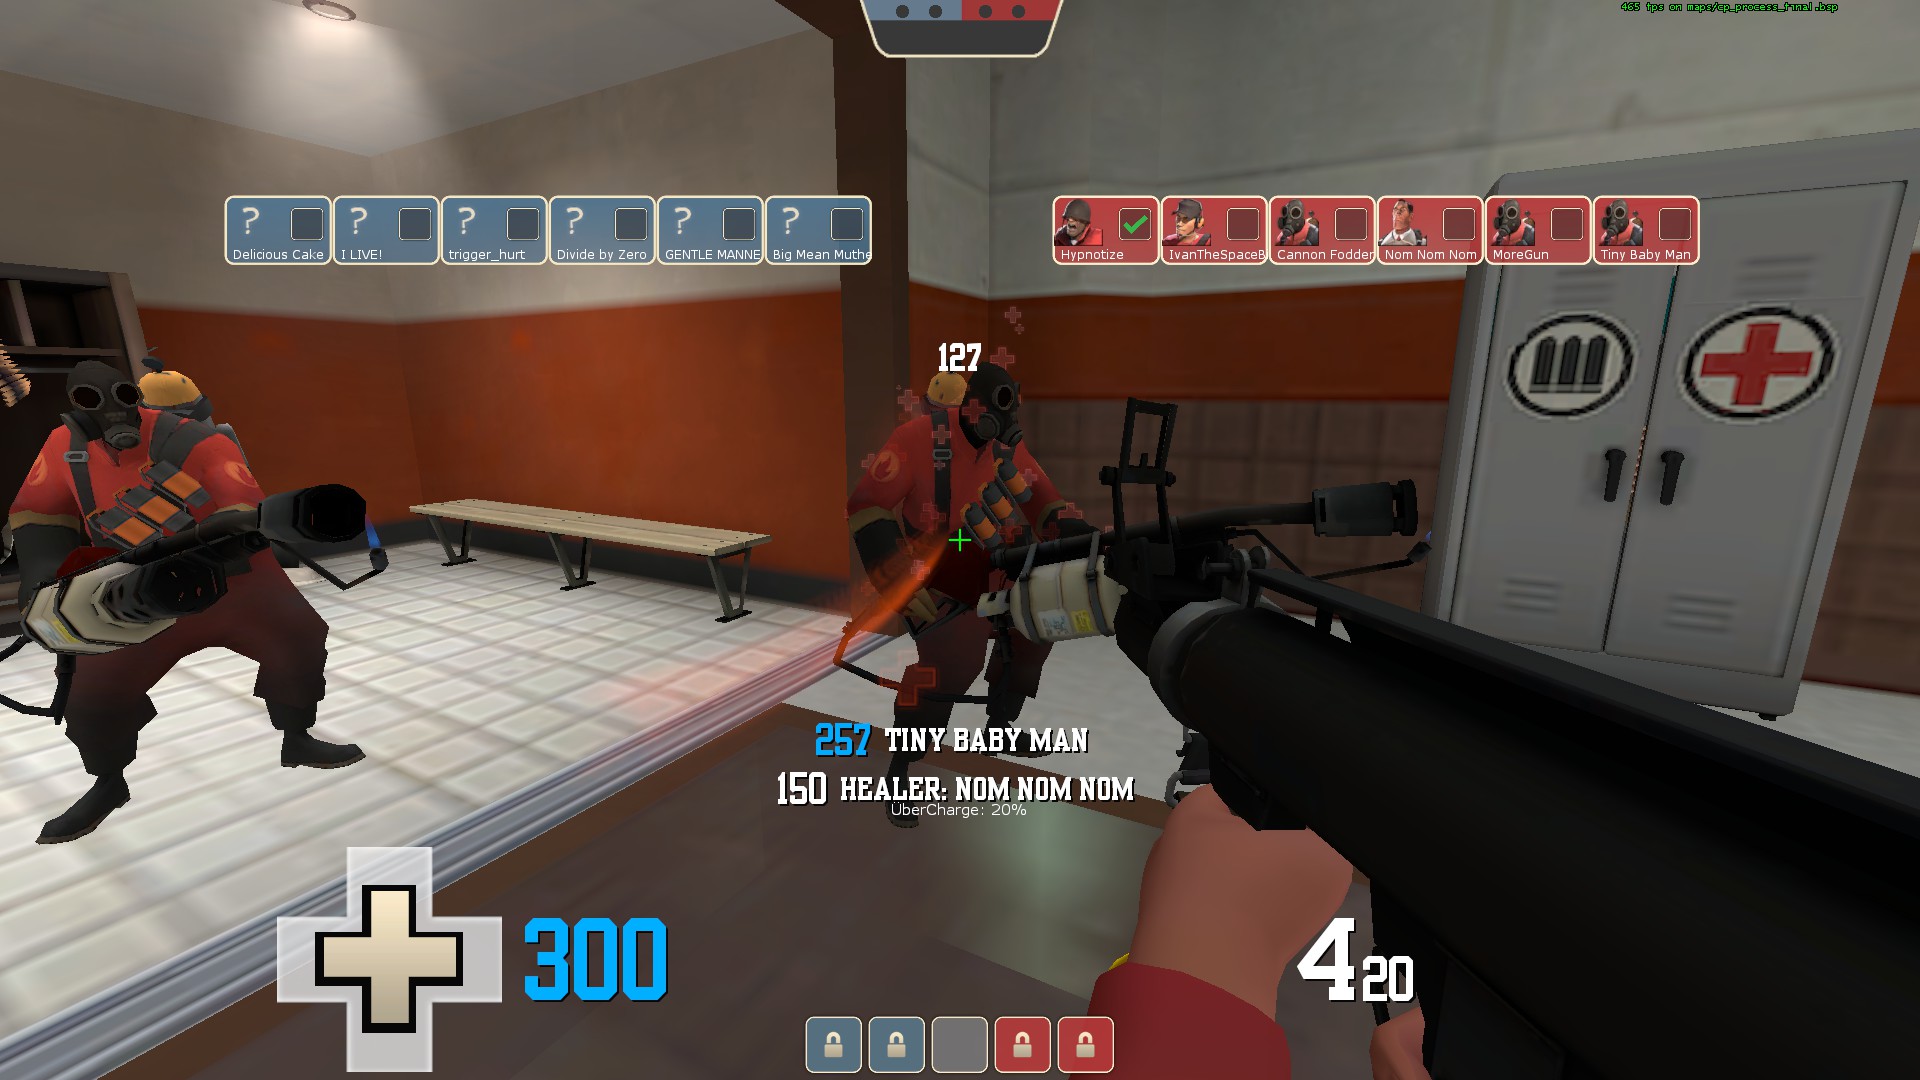 465 fps on maps/cp_process_final.bsp
? ? ? ? ? ?
Delicious Cake I LIVE! trigger_hurt Divide by Zero GENTLE MANNE Big Mean Muthe
Hypnotize IvanTheSpaceB Cannon Fodder Nom Nom Nom MoreGun Tiny Baby Man
127
257 TINY BABY MAN
150 HEALER: NOM NOM NOM
ÜberCharge: 20%
300
4 20